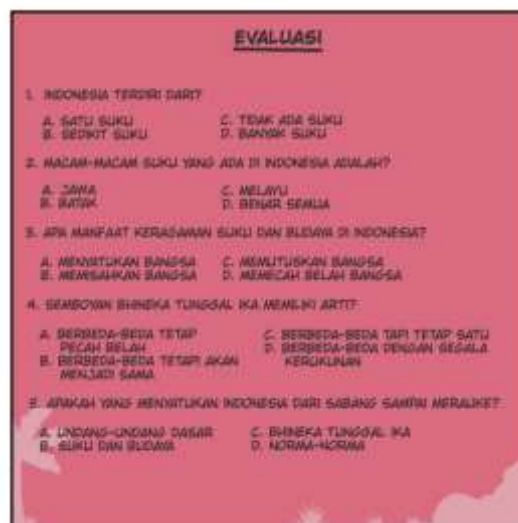 EVALUASI
1. INDONESIA TERDIRI DARI?
A. SATU SUKU C. TIDAK ADA SUKU
B. SEDIKIT SUKU D. BANYAK SUKU
2. MACAM-MACAM SUKU YANG ADA DI INDONESIA ADALAH?
A. JAWA C. MELAYU
B. BATAK D. BENAR SEMUA
3. APA MANFAAT KERAGAMAN SUKU DAN BUDAYA DI INDONESIA?
A. MENYATUKAN BANGSA C. MEMUTUSKAN BANGSA
B. MEMISAHKAN BANGSA D. MEMECAH BELAH BANGSA
4. SEMBOYAN BHINEKA TUNGGAL IKA MEMILIKI ARTI?
A. BERBEDA-BEDA TETAP C. BERBEDA-BEDA TAPI TETAP SATU
PECAH BELAH D. BERBEDA-BEDA DENGAN SEGALA
B. BERBEDA-BEDA TETAPI AKAN KERUKUNAN
MENJADI SAMA
5. APAKAH YANG MENYATUKAN INDONESIA DARI SABANG SAMPAI MERAUKE?
A. UNDANG-UNDANG DASAR C. BHINEKA TUNGGAL IKA
B. SUKU DAN BUDAYA D. NORMA-NORMA